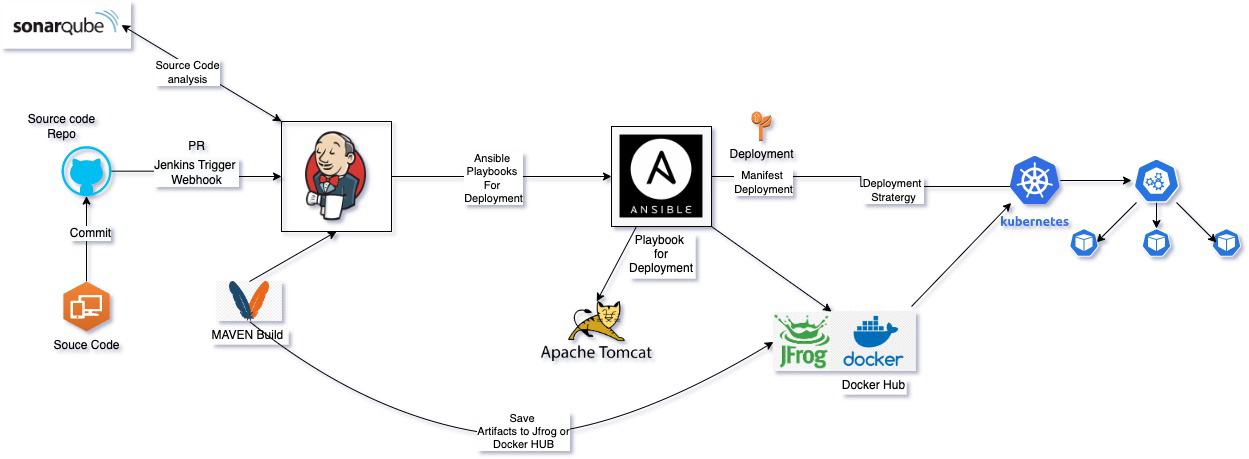 sonarqube
Source Code
analysis
Source code
Repo
PR
Jenkins Trigger
Webhook
Commit
Souce Code
MAVEN Build
Ansible
Playbooks
For
Deployment
ANSIBLE
Deployment
Manifest
Deployment
Deployment
Stratergy
kubernetes
Playbook
for
Deployment
Apache Tomcat
JFrog
docker
Docker Hub
Save
Artifacts to Jfrog or
Docker HUB